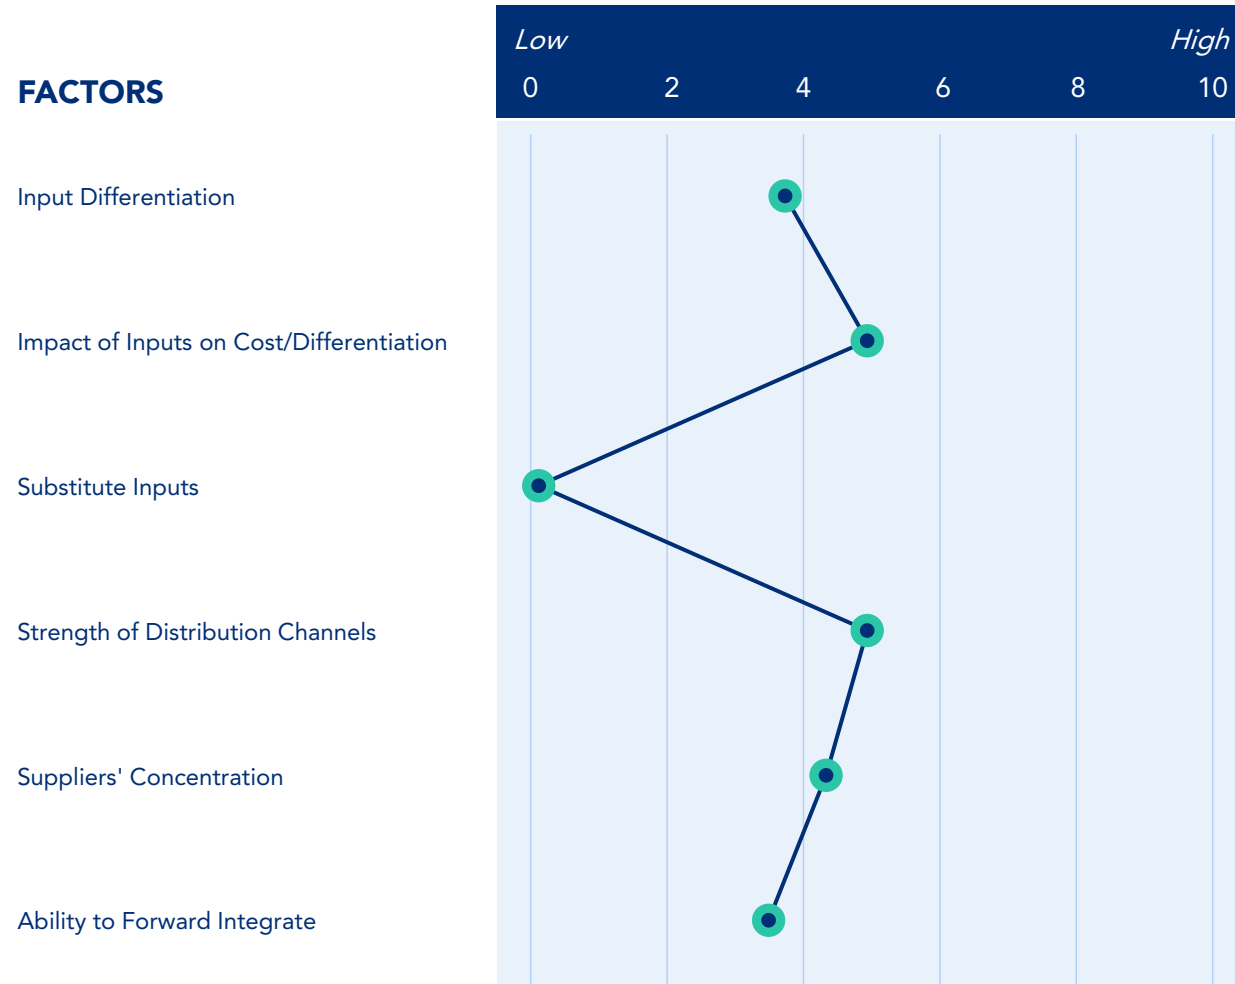 Low High
FACTORS 0 2 4 6 8 10
Input Differentiation
Impact of Inputs on Cost/Differentiation
Substitute Inputs
Strength of Distribution Channels
Suppliers' Concentration
Ability to Forward Integrate